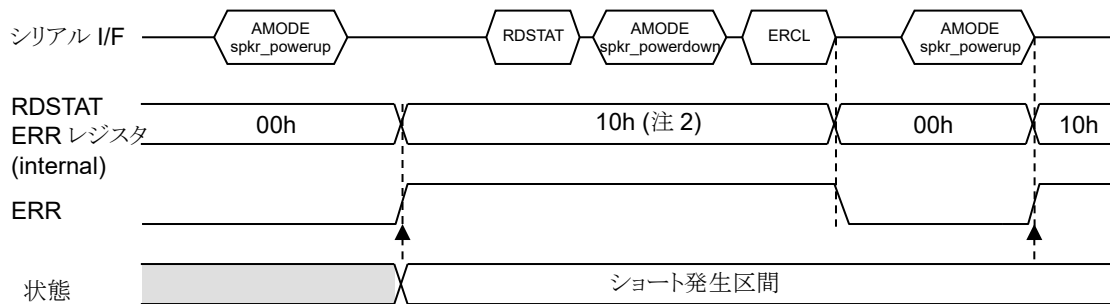 シリアル I/F
AMODE
spkr_powerup
RDSTAT
AMODE
spkr_powerdown
ERCL
AMODE
spkr_powerup
RDSTAT
ERR レジスタ
(internal)
00h
10h (注 2)
00h
10h
ERR
状態
ショート発生区間